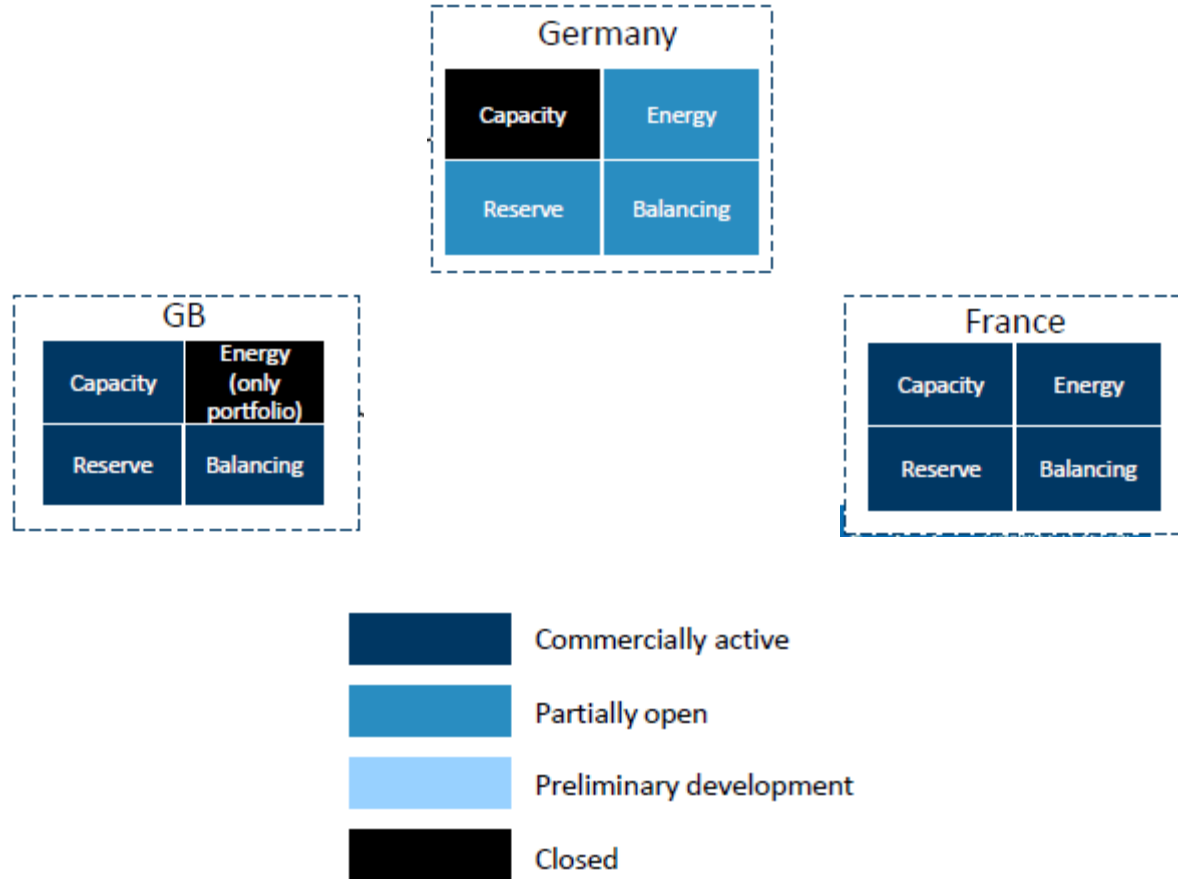 Germany
Capacity
Energy
Reserve
Balancing
GB
Capacity
Energy
(only
portfolio)
Reserve
Balancing
France
Capacity
Energy
Reserve
Balancing
Commercially active
Partially open
Preliminary development
Closed